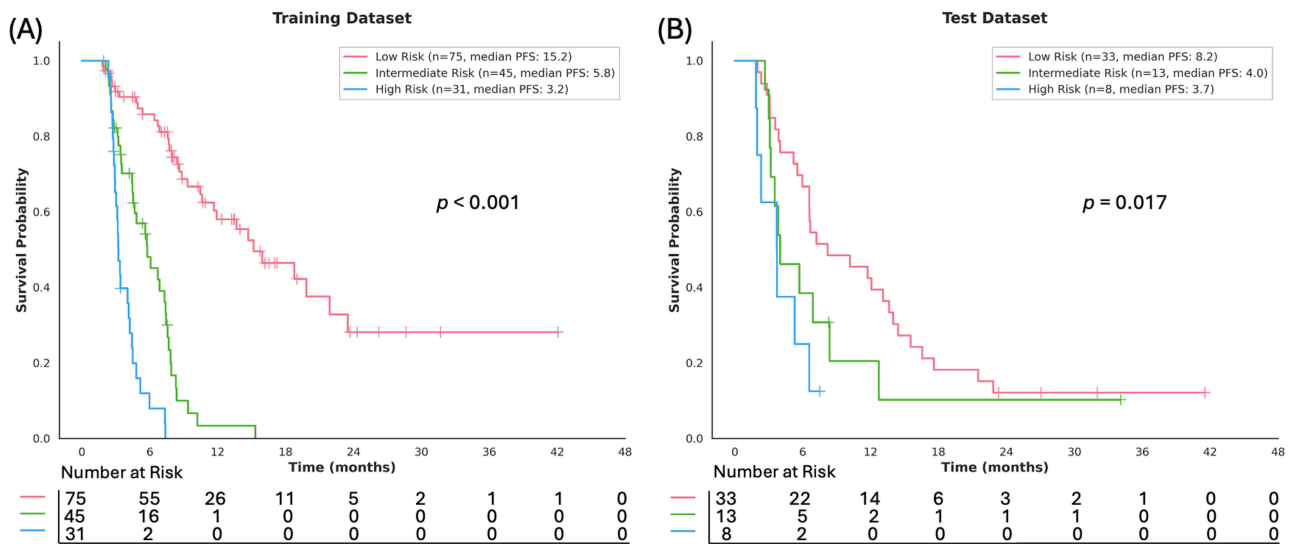 (A)
Training Dataset
Low Risk (n=75, median PFS: 15.2)
Intermediate Risk (n=45, median PFS: 5.8)
High Risk (n=31, median PFS: 3.2)
1.0
0.8
0.6
0.4
0.2
0.0
Survival Probability
p < 0.001
0 6 12 18 24 30 36 42 48
Time (months)
Number at Risk
75 55 26 11 5 2 1 1 0
45 16 1 0 0 0 0 0 0
31 2 0 0 0 0 0 0 0
(B)
Test Dataset
Low Risk (n=33, median PFS: 8.2)
Intermediate Risk (n=13, median PFS: 4.0)
High Risk (n=8, median PFS: 3.7)
1.0
0.8
0.6
0.4
0.2
0.0
Survival Probability
p = 0.017
0 6 12 18 24 30 36 42 48
Time (months)
Number at Risk
33 22 14 6 3 2 1 0 0
13 5 2 1 1 1 0 0 0
8 2 0 0 0 0 0 0 0